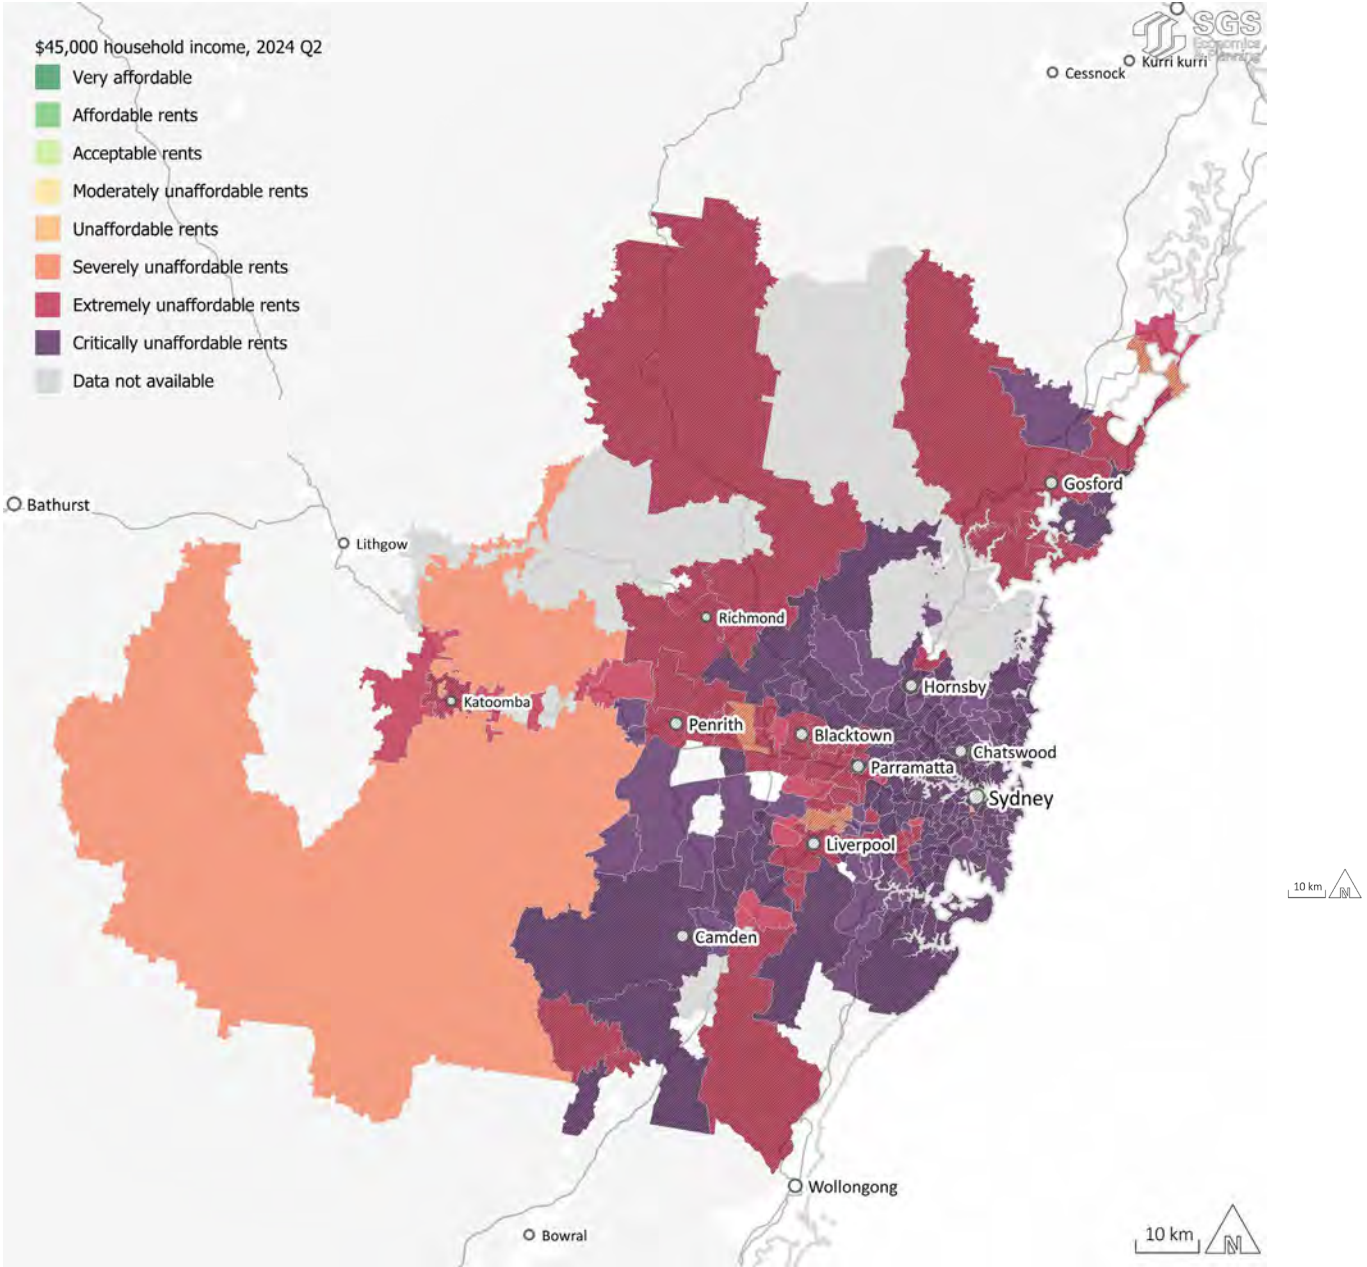 $45,000 household income, 2024 Q2
Very affordable
Affordable rents
Acceptable rents
Moderately unaffordable rents
Unaffordable rents
Severely unaffordable rents
Extremely unaffordable rents
Critically unaffordable rents
Data not available
SGS
Economics
& Planning
Cessnock
Kurri kurri
Gosford
Bathurst
Lithgow
Richmond
Hornsby
Katoomba
Penrith
Blacktown
Chatswood
Parramatta
Sydney
Liverpool
10 km
N
Camden
Wollongong
Bowral
10 km
N